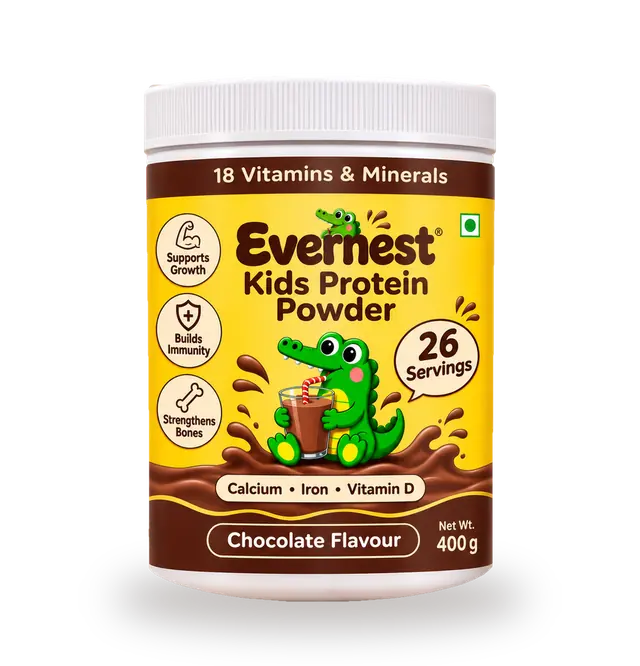 18 Vitamins & Minerals
Evernest®
Kids Protein
Powder
Supports
Growth
Builds
Immunity
Strengthens
Bones
26
Servings
Calcium • Iron • Vitamin D
Chocolate Flavour
Net Wt.
400 g